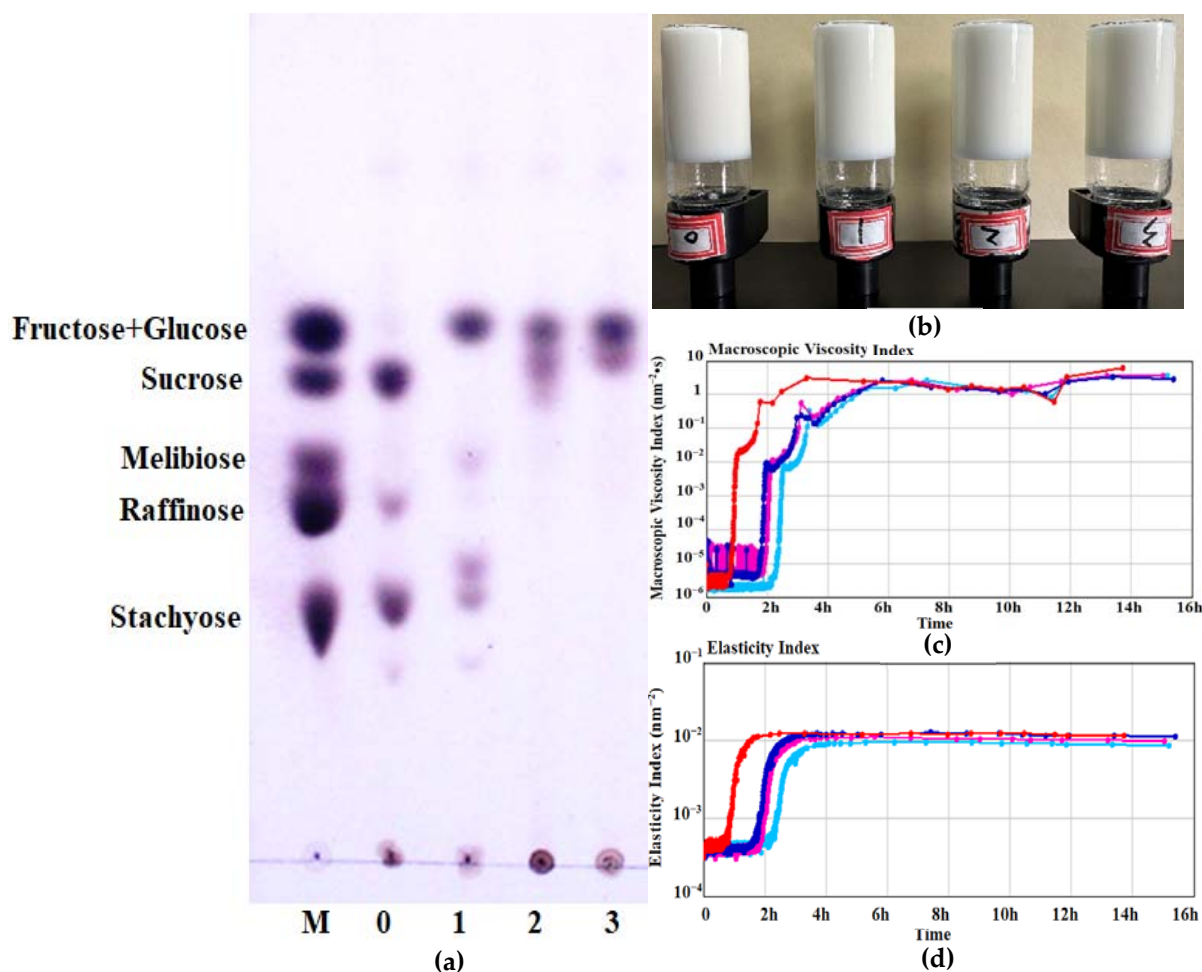 Fructose+Glucose
Sucrose
Melibiose
Raffinose
Stachyose
M 0 1 2 3
(a)
0 1 2 3
(b)
Macroscopic Viscosity Index
Macroscopic Viscosity Index (nm⁻²•s)
10
1
10⁻¹
10⁻²
10⁻³
10⁻⁴
10⁻⁵
10⁻⁶
0 2h 4h 6h 8h 10h 12h 14h 16h
Time
(c)
Elasticity Index
Elasticity Index (nm⁻²)
10⁻¹
10⁻²
10⁻³
10⁻⁴
0 2h 4h 6h 8h 10h 12h 14h 16h
Time
(d)